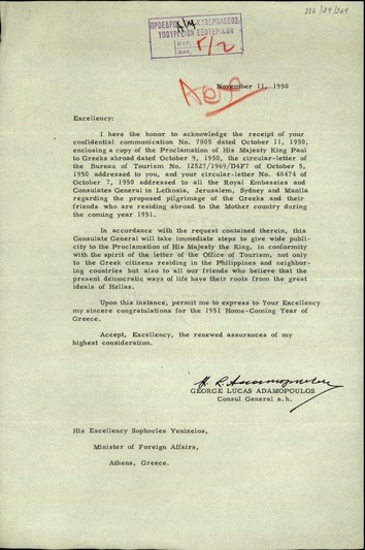 226/29/369
ΠΡΟΕΔΡΟΣ ΚΥΒΕΡΝΗΣΕΩΣ
ΥΠΟΥΡΓΕΙΟΝ ΕΞΩΤΕΡΙΚΩΝ
November 11, 1950
Excellency:
I have the honor to acknowledge the receipt of your
confidential communication No. 7805 dated October 11, 1950,
enclosing a copy of the Proclamation of His Majesty King Paul
to Greeks abroad dated October 9, 1950, the circular-letter of
the Bureau of Tourism No. 12527/1969/D4F7 of October 5,
1950 addressed to you, and your circular-letter No. 40474 of
October 7, 1950 addressed to all the Royal Embassies and
Consulates General in Lefkosia, Jerusalem, Sydney and Manila
regarding the proposed pilgrimage of the Greeks and their
friends who are residing abroad to the Mother country during
the coming year 1951.
In accordance with the request contained therein, this
Consulate General will take immediate steps to give wide publi-
city to the Proclamation of His Majesty the King, in conformity
with the spirit of the letter of the Office of Tourism, not only
to the Greek citizens residing in the Philippines and neighbor-
ing countries but also to all our friends who believe that the
present democratic ways of life have their roots from the great
ideals of Hellas.
Upon this instance, permit me to express to Your Excellency
my sincere congratulations for the 1951 Home-Coming Year of
Greece.
Accept, Excellency, the renewed assurances of my
highest consideration.
GEORGE LUCAS ADAMOPOULOS
Consul General a.h.
His Excellency Sophocles Venizelos,
Minister of Foreign Affairs,
Athens, Greece.